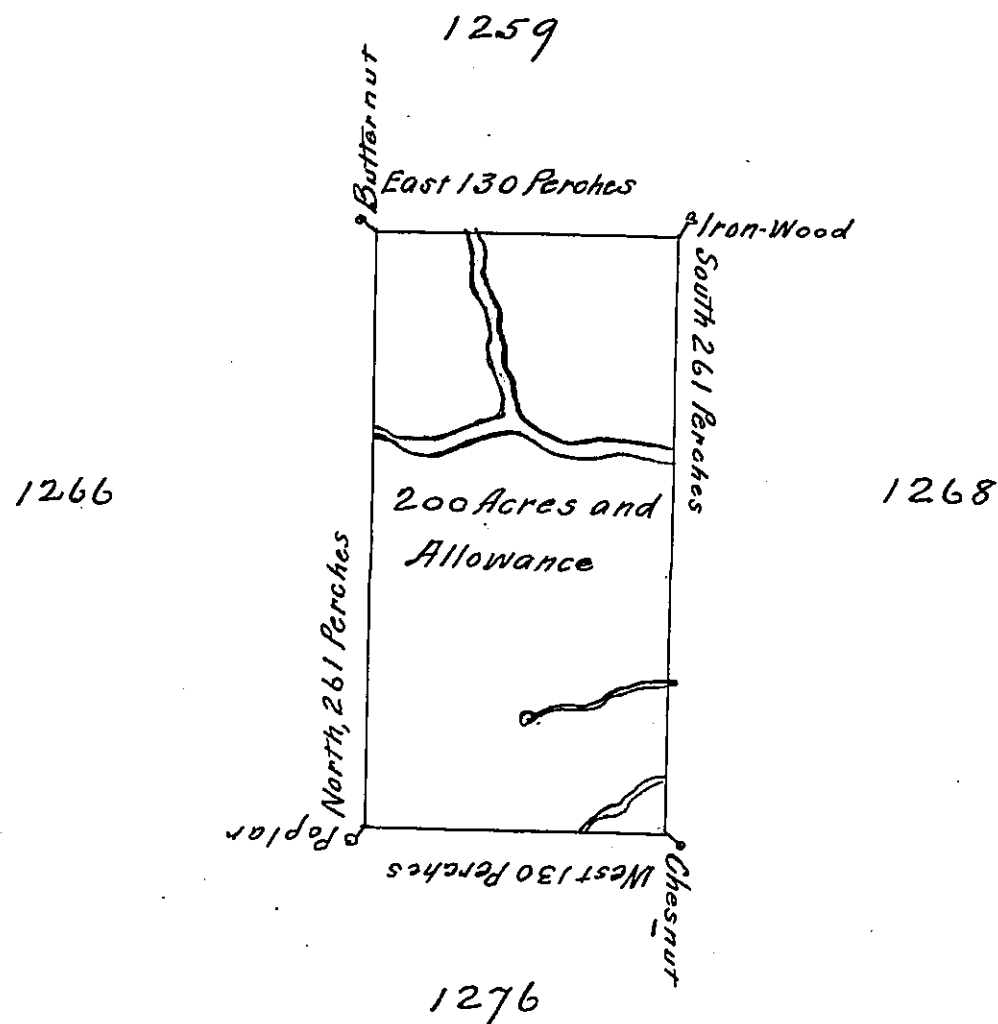 1259
Butternut
East 130 Perches
Iron-Wood
South 261 Perches
1266
200 Acres and
Allowance
1268
North, 261 Perches
Poplar
West 130 Perches
Chesnut
1276